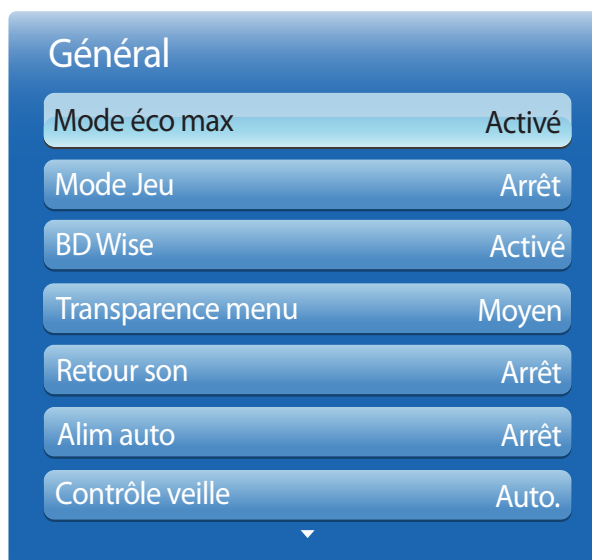 Général
Mode éco max Activé
Mode Jeu Arrêt
BD Wise Activé
Transparence menu Moyen
Retour son Arrêt
Alim auto Arrêt
Contrôle veille Auto.